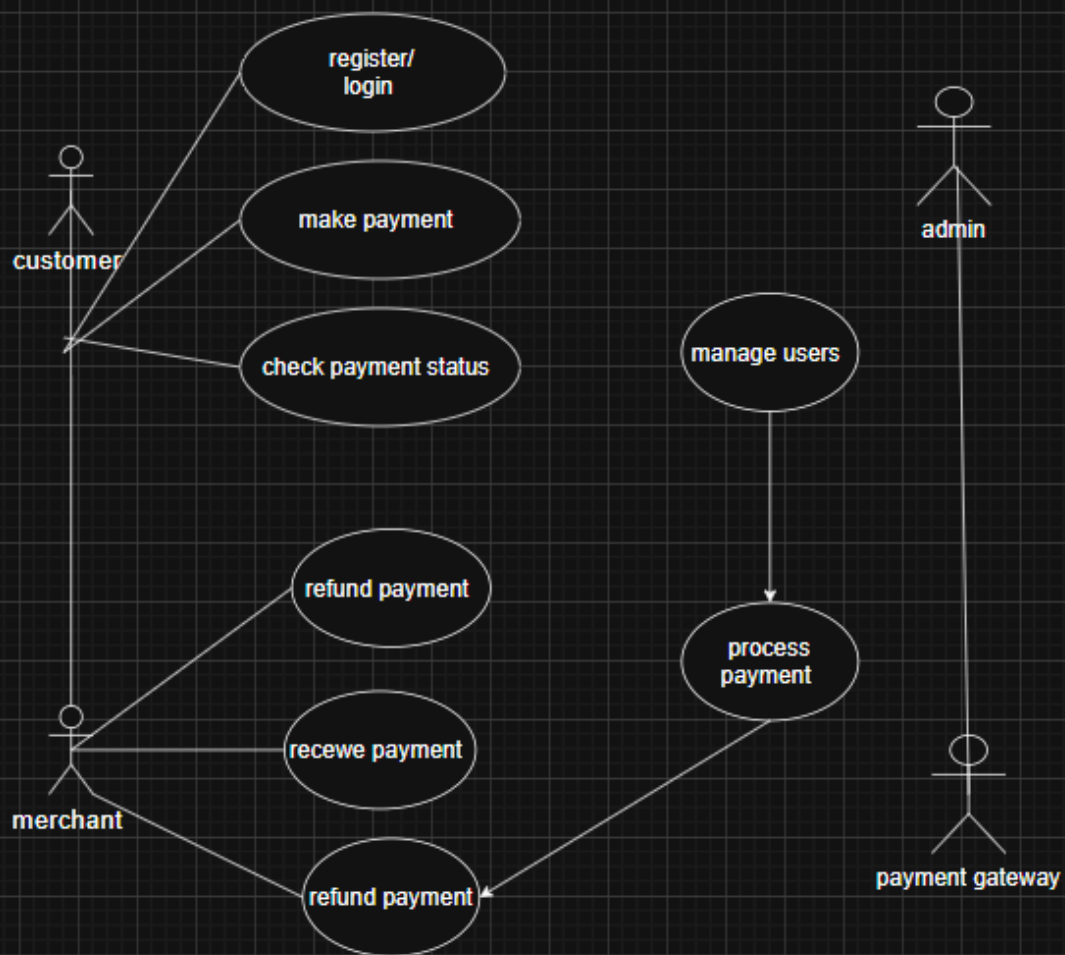 register/
login
make payment
customer
check payment status
admin
manage users
refund payment
process
payment
recewe payment
merchant
refund payment
payment gateway